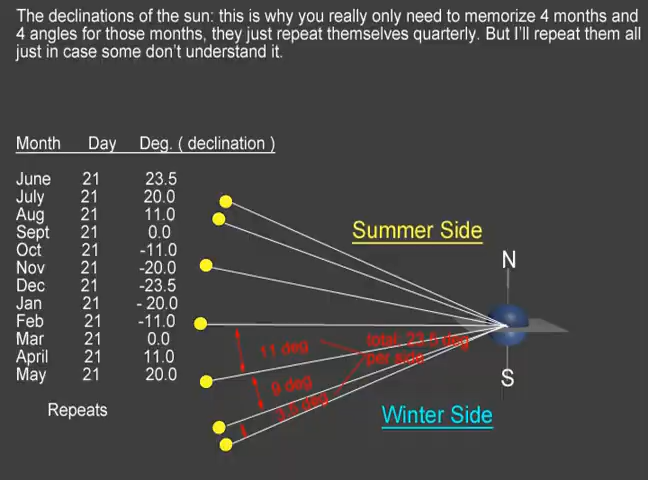 The declinations of the sun: this is why you really only need to memorize 4 months and
4 angles for those months, they just repeat themselves quarterly. But I'll repeat them all
just in case some don't understand it.
Month Day Deg. ( declination )
June 21 23.5
July 21 20.0
Aug 21 11.0
Sept 21 0.0
Oct 21 -11.0
Nov 21 -20.0
Dec 21 -23.5
Jan 21 - 20.0
Feb 21 -11.0
Mar 21 0.0
April 21 11.0
May 21 20.0
Repeats
Summer Side
N
11 deg
total: 23.5 deg
per side
9 deg
3.5 deg
S
Winter Side